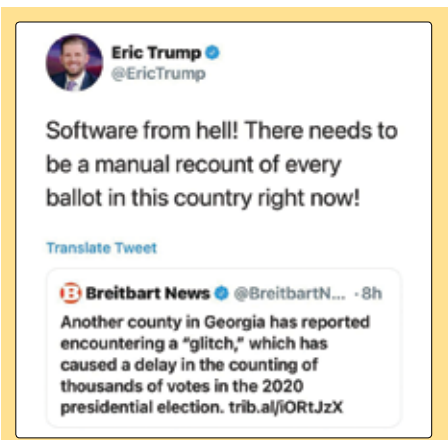 Eric Trump
@EricTrump
Software from hell! There needs to
be a manual recount of every
ballot in this country right now!
Translate Tweet
Breitbart News @BreitbartN... · 8h
Another county in Georgia has reported
encountering a “glitch,” which has
caused a delay in the counting of
thousands of votes in the 2020
presidential election. trib.al/iORtJzX